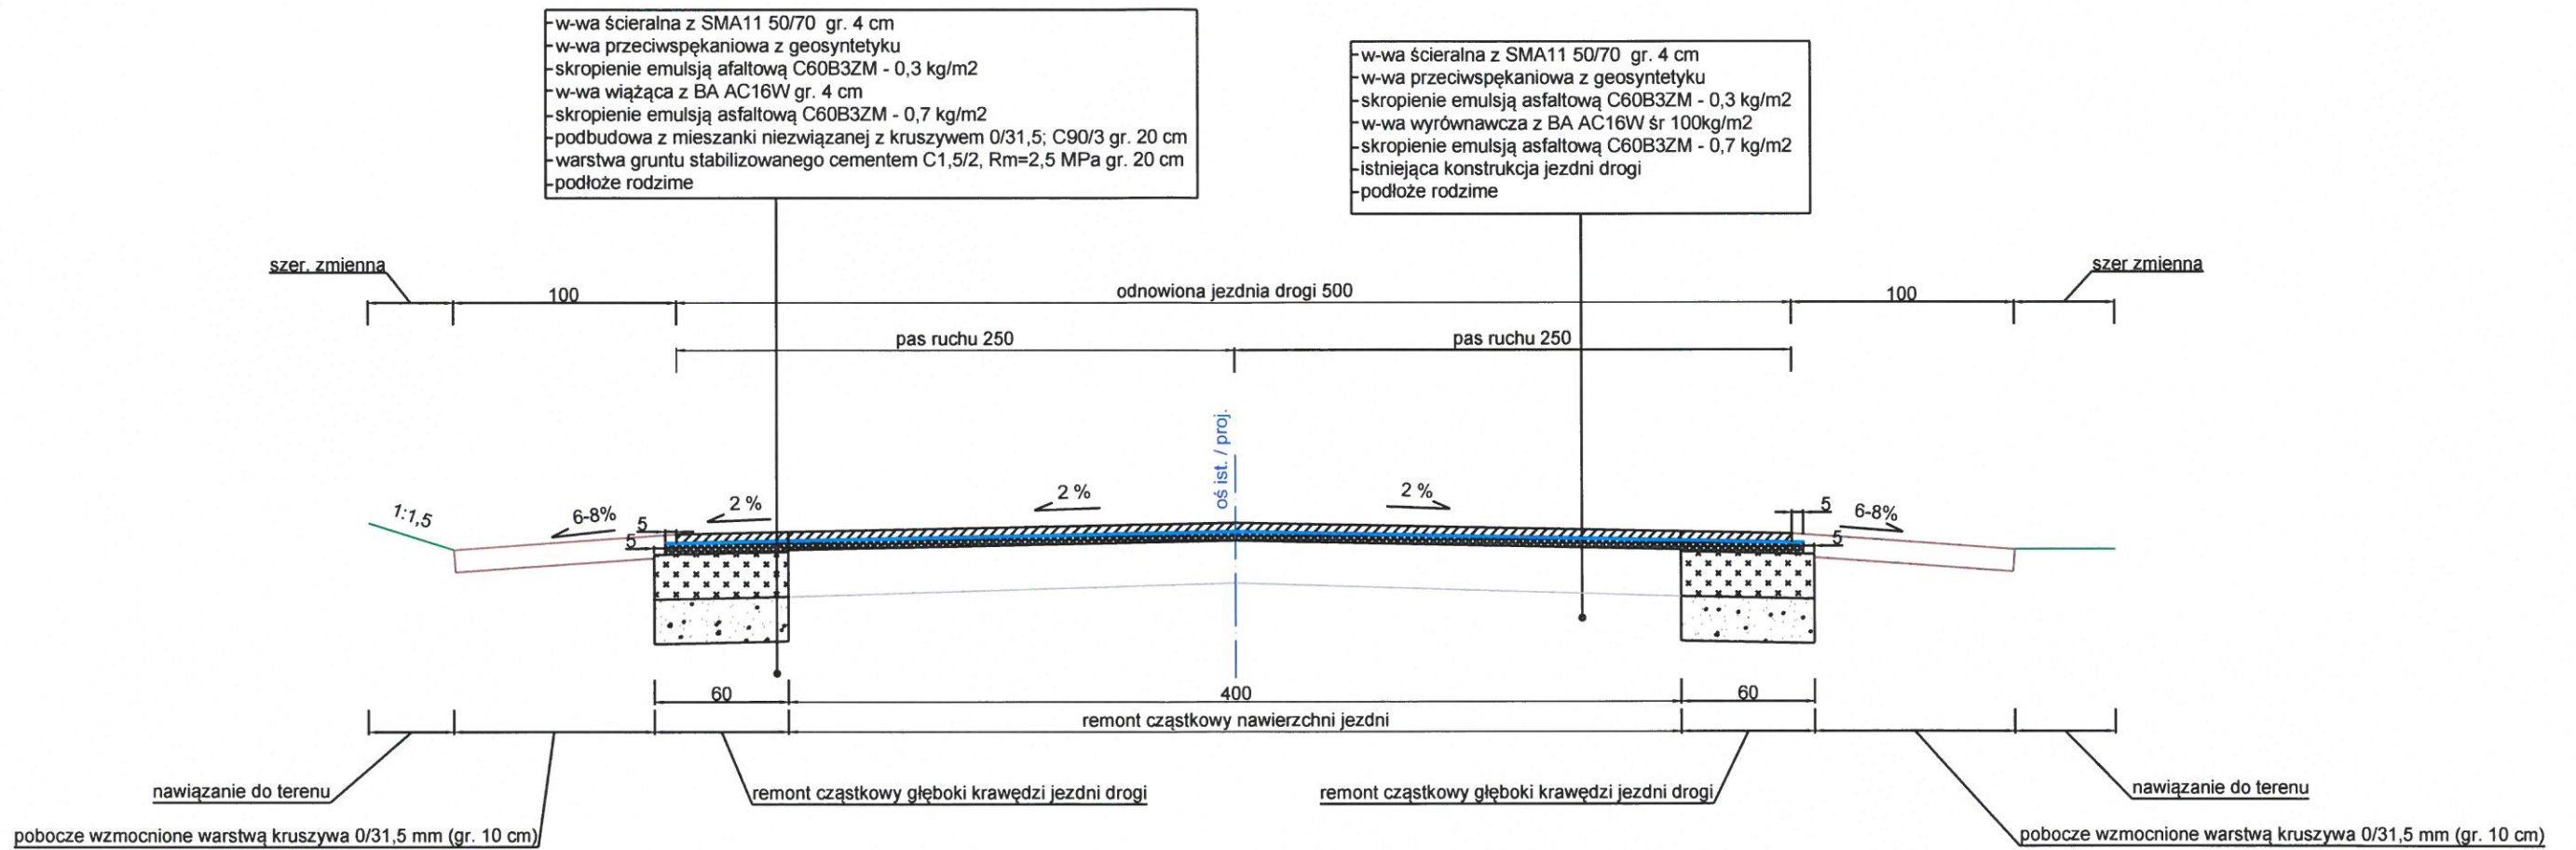 -w-wa ścieralna z SMA11 50/70  gr. 4 cm
-w-wa przeciwspękaniowa z geosyntetyku
-skropienie emulsją afaltową C60B3ZM - 0,3 kg/m2
-w-wa wiążąca z BA AC16W gr. 4 cm
-skropienie emulsją asfaltową C60B3ZM - 0,7 kg/m2
-podbudowa z mieszanki niezwiązanej z kruszywem 0/31,5; C90/3 gr. 20 cm
-warstwa gruntu stabilizowanego cementem C1,5/2, Rm=2,5 MPa gr. 20 cm
-podłoże rodzime
-w-wa ścieralna z SMA11 50/70  gr. 4 cm
-w-wa przeciwspękaniowa z geosyntetyku
-skropienie emulsją asfaltową C60B3ZM - 0,3 kg/m2
-w-wa wyrównawcza z BA AC16W śr 100kg/m2
-skropienie emulsją asfaltową C60B3ZM - 0,7 kg/m2
-istniejąca konstrukcja jezdni drogi
-podłoże rodzime
szer. zmienna
100
odnowiona jezdnia drogi 500
100
szer zmienna
pas ruchu 250
pas ruchu 250
oś ist. / proj.
1:1,5
6-8%
5
5
2 %
2 %
2 %
5
5
6-8%
60
400
60
remont cząstkowy nawierzchni jezdni
nawiązanie do terenu
remont cząstkowy głęboki krawędzi jezdni drogi
remont cząstkowy głęboki krawędzi jezdni drogi
nawiązanie do terenu
pobocze wzmocnione warstwą kruszywa 0/31,5 mm (gr. 10 cm)
pobocze wzmocnione warstwą kruszywa 0/31,5 mm (gr. 10 cm)